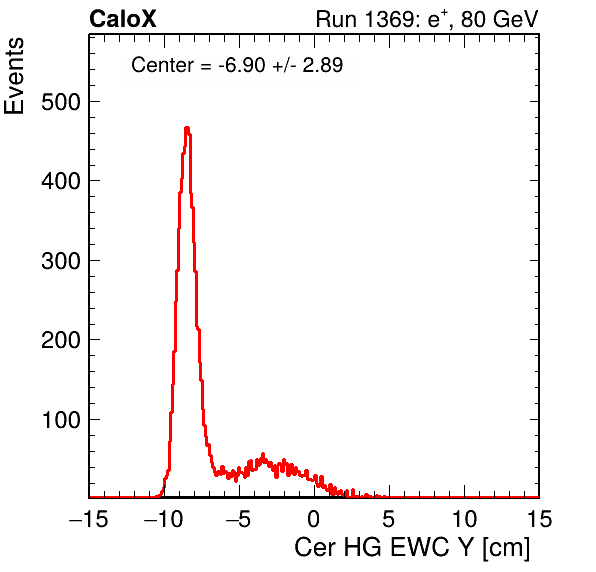 CaloX Run 1369: e⁺, 80 GeV
Center = -6.90 +/- 2.89
Events
500
400
300
200
100
−15 −10 −5 0 5 10 15
Cer HG EWC Y [cm]